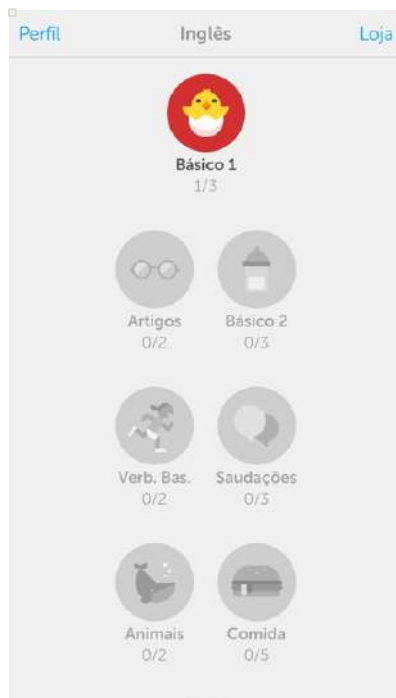 Perfil Inglês Loja
Básico 1
1/3
Artigos Básico 2
0/2 0/3
Verb. Bas. Saudações
0/2 0/3
Animais Comida
0/2 0/5